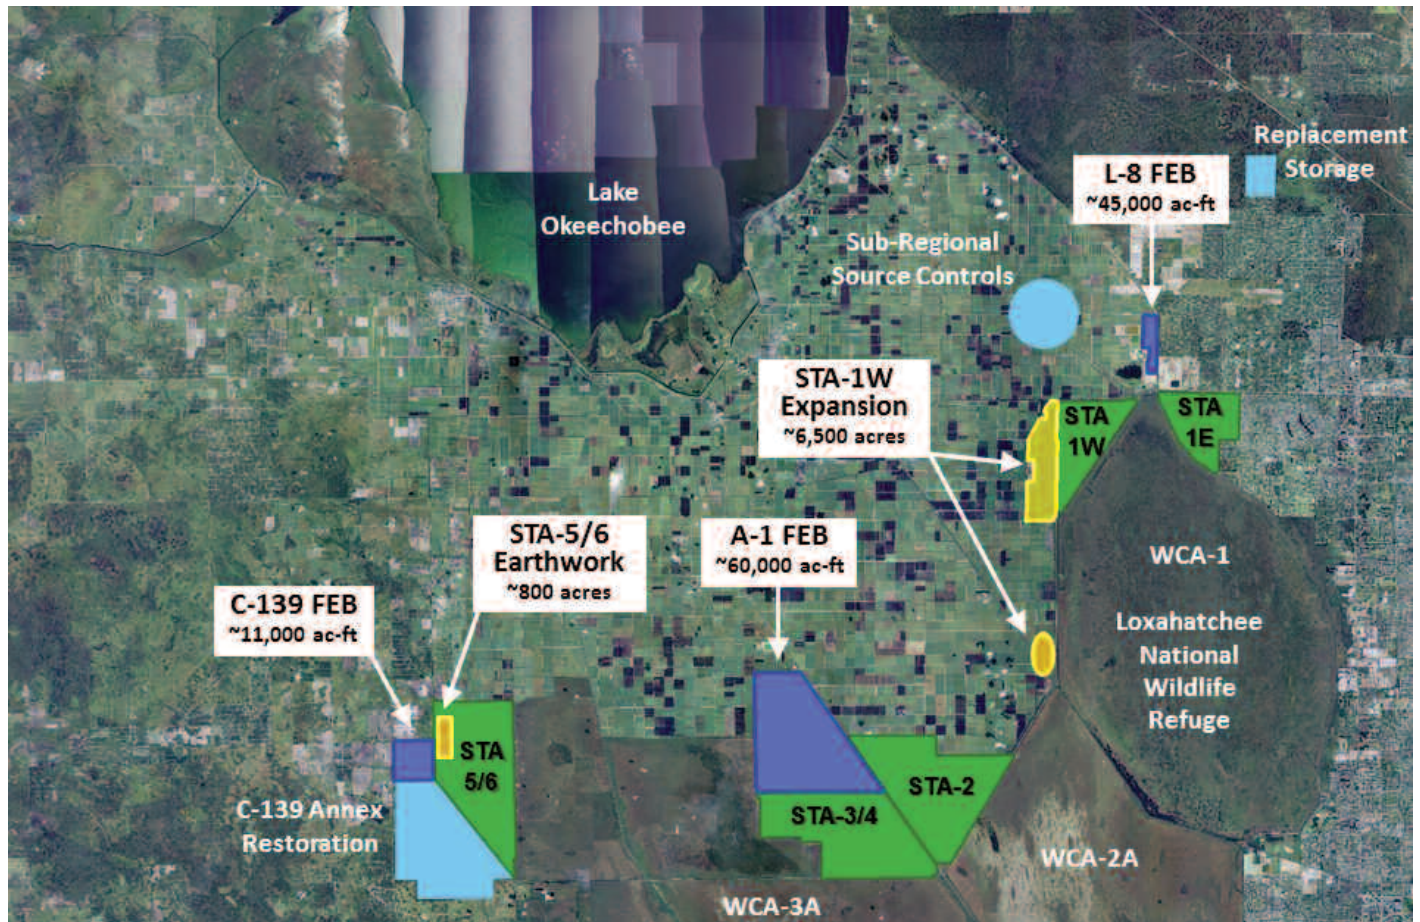 Lake
Okeechobee
Replacement
Storage
L-8 FEB
~45,000 ac-ft
Sub-Regional
Source Controls
STA-1W
Expansion
~6,500 acres
STA
1W
STA
1E
STA-5/6
Earthwork
~800 acres
A-1 FEB
~60,000 ac-ft
WCA-1
Loxahatchee
National
Wildlife
Refuge
C-139 FEB
~11,000 ac-ft
STA
5/6
C-139 Annex
Restoration
STA-2
STA-3/4
WCA-2A
WCA-3A